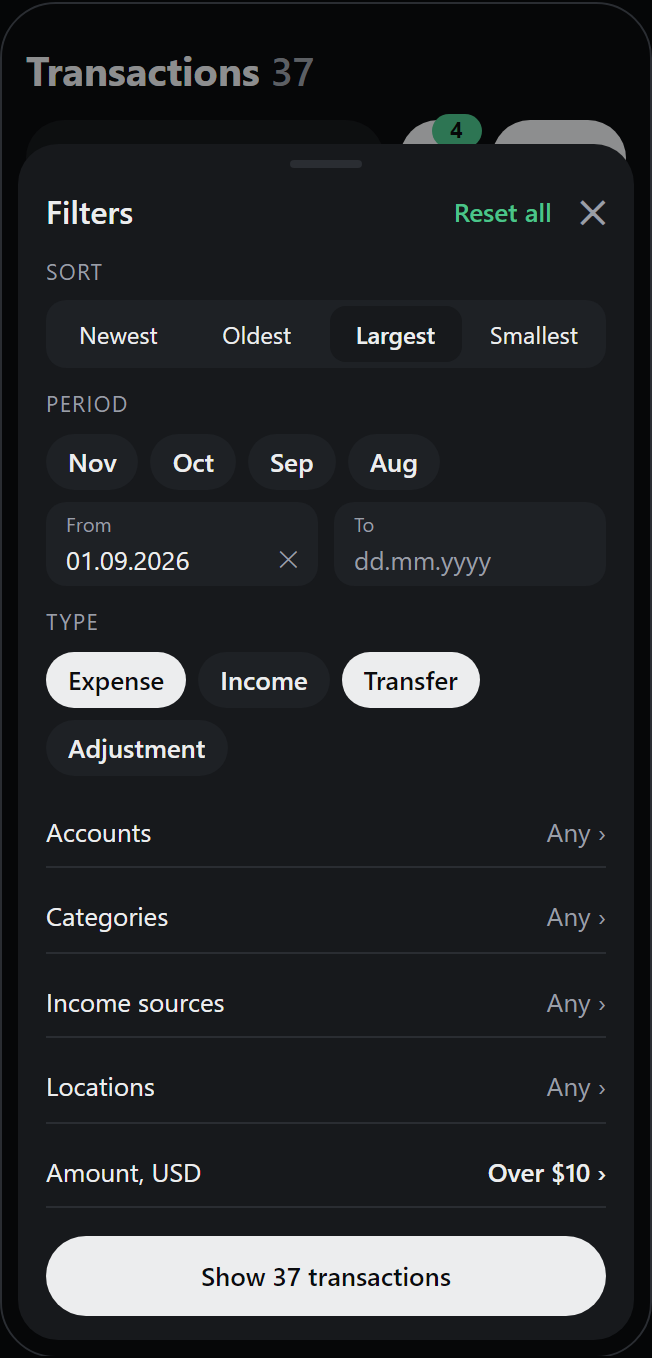 Transactions 37
4
Filters
Reset all
SORT
Newest Oldest Largest Smallest
PERIOD
Nov Oct Sep Aug
From To
01.09.2026 dd.mm.yyyy
TYPE
Expense Income Transfer
Adjustment
Accounts Any ›
Categories Any ›
Income sources Any ›
Locations Any ›
Amount, USD Over $10 ›
Show 37 transactions